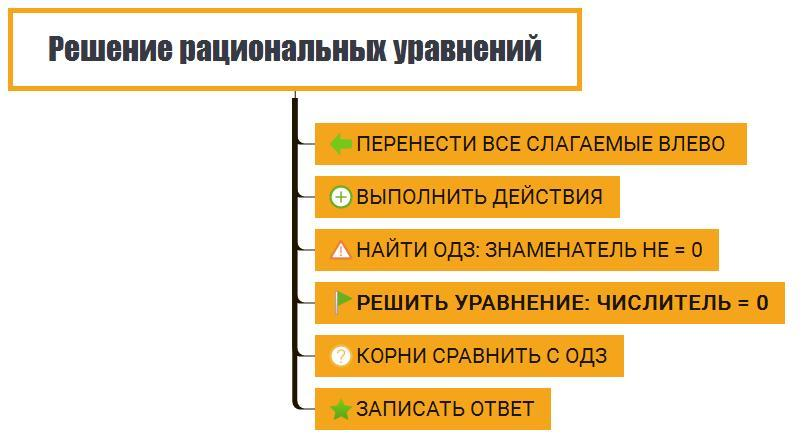 Решение рациональных уравнений
ПЕРЕНЕСТИ ВСЕ СЛАГАЕМЫЕ ВЛЕВО
ВЫПОЛНИТЬ ДЕЙСТВИЯ
НАЙТИ ОДЗ: ЗНАМЕНАТЕЛЬ НЕ = 0
РЕШИТЬ УРАВНЕНИЕ: ЧИСЛИТЕЛЬ = 0
КОРНИ СРАВНИТЬ С ОДЗ
ЗАПИСАТЬ ОТВЕТ